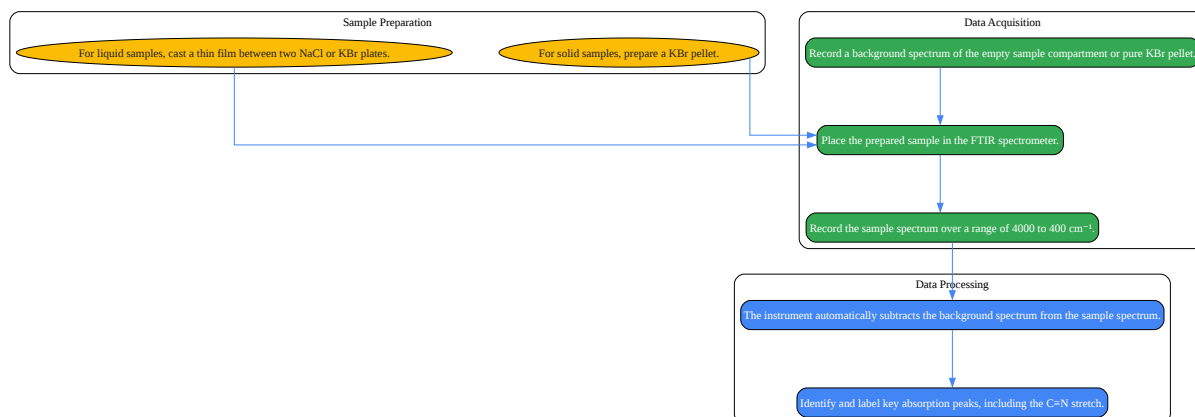 Sample Preparation
For liquid samples, cast a thin film between two NaCl or KBr plates.
For solid samples, prepare a KBr pellet.
Data Acquisition
Record a background spectrum of the empty sample compartment or pure KBr pellet.
Place the prepared sample in the FTIR spectrometer.
Record the sample spectrum over a range of 4000 to 400 cm⁻¹.
Data Processing
The instrument automatically subtracts the background spectrum from the sample spectrum.
Identify and label key absorption peaks, including the C=N stretch.